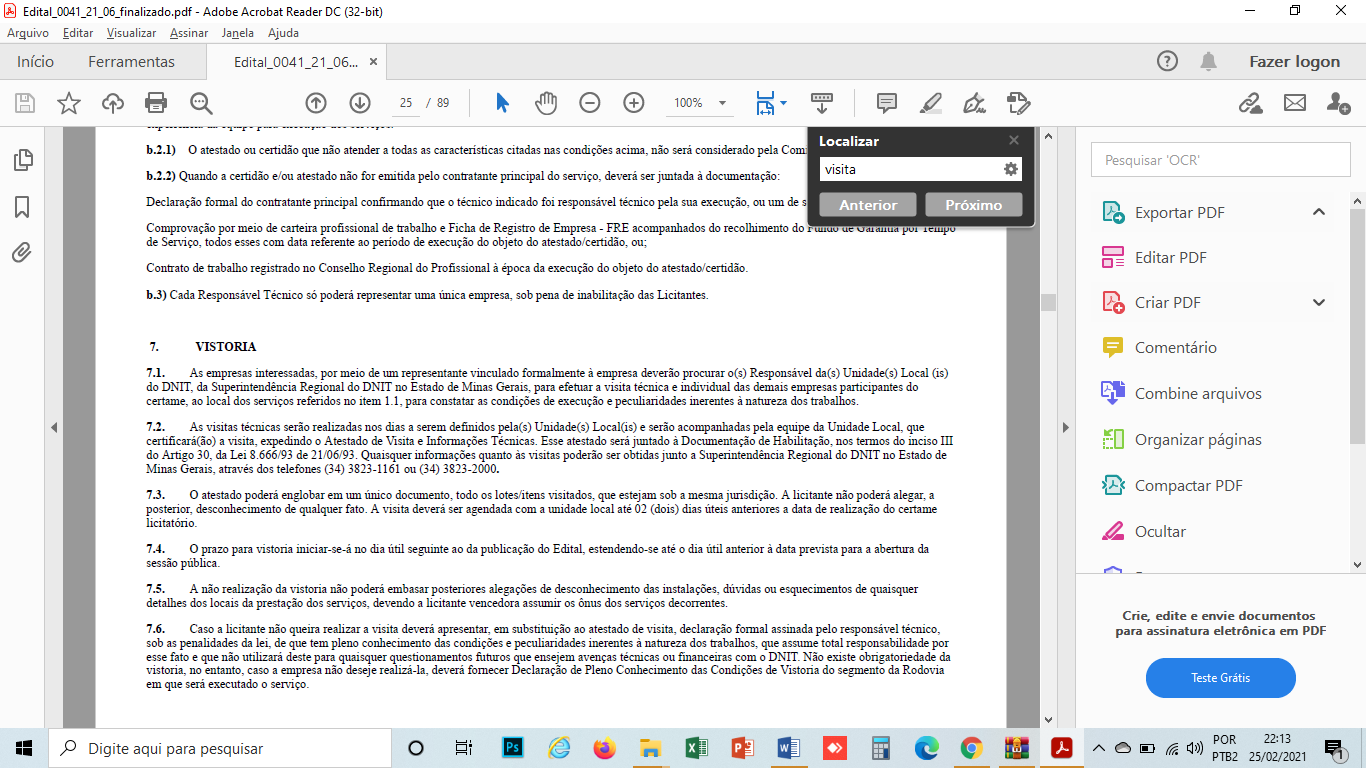 Edital_0041_21_06_finalizado.pdf - Adobe Acrobat Reader DC (32-bit)
Arquivo Editar Visualizar Assinar Janela Ajuda
Início Ferramentas Edital_0041_21_06... × Fazer logon
25 / 89 100%
b.2.1) O atestado ou certidão que não atender a todas as características citadas nas condições acima, não será considerado pela
b.2.2) Quando a certidão e/ou atestado não for emitida pelo contratante principal do serviço, deverá ser juntada à documentação:
Declaração formal do contratante principal confirmando que o técnico indicado foi responsável técnico pela sua execução, ou um de
Comprovação por meio de carteira profissional de trabalho e Ficha de Registro de Empresa - FRE acompanhados do recolhimento do Fundo de Garantia por Tempo
de Serviço, todos esses com data referente ao período de execução do objeto do atestado/certidão, ou;
Contrato de trabalho registrado no Conselho Regional do Profissional à época da execução do objeto do atestado/certidão.
b.3) Cada Responsável Técnico só poderá representar uma única empresa, sob pena de inabilitação das Licitantes.
7. VISTORIA
7.1. As empresas interessadas, por meio de um representante vinculado formalmente à empresa deverão procurar o(s) Responsável da(s) Unidade(s) Local (is)
do DNIT, da Superintendência Regional do DNIT no Estado de Minas Gerais, para efetuar a visita técnica e individual das demais empresas participantes do
certame, ao local dos serviços referidos no item 1.1, para constatar as condições de execução e peculiaridades inerentes à natureza dos trabalhos.
7.2. As visitas técnicas serão realizadas nos dias a serem definidos pela(s) Unidade(s) Local(is) e serão acompanhadas pela equipe da Unidade Local, que
certificará(ão) a visita, expedindo o Atestado de Visita e Informações Técnicas. Esse atestado será juntado à Documentação de Habilitação, nos termos do inciso III
do Artigo 30, da Lei 8.666/93 de 21/06/93. Quaisquer informações quanto às visitas poderão ser obtidas junto a Superintendência Regional do DNIT no Estado de
Minas Gerais, através dos telefones (34) 3823-1161 ou (34) 3823-2000.
7.3. O atestado poderá englobar em um único documento, todo os lotes/itens visitados, que estejam sob a mesma jurisdição. A licitante não poderá alegar, a
posterior, desconhecimento de qualquer fato. A visita deverá ser agendada com a unidade local até 02 (dois) dias úteis anteriores a data de realização do certame
licitatório.
7.4. O prazo para vistoria iniciar-se-á no dia útil seguinte ao da publicação do Edital, estendendo-se até o dia útil anterior à data prevista para a abertura da
sessão pública.
7.5. A não realização da vistoria não poderá embasar posteriores alegações de desconhecimento das instalações, dúvidas ou esquecimentos de quaisquer
detalhes dos locais da prestação dos serviços, devendo a licitante vencedora assumir os ônus dos serviços decorrentes.
7.6. Caso a licitante não queira realizar a visita deverá apresentar, em substituição ao atestado de visita, declaração formal assinada pelo responsável técnico,
sob as penalidades da lei, de que tem pleno conhecimento das condições e peculiaridades inerentes à natureza dos trabalhos, que assume total responsabilidade por
esse fato e que não utilizará deste para quaisquer questionamentos futuros que ensejem avenças técnicas ou financeiras com o DNIT. Não existe obrigatoriedade da
vistoria, no entanto, caso a empresa não deseje realizá-la, deverá fornecer Declaração de Pleno Conhecimento das Condições de Vistoria do segmento da Rodovia
em que será executado o serviço.
Localizar
visita
Anterior Próximo
Pesquisar 'OCR'
Exportar PDF
Editar PDF
Criar PDF
Comentário
Combine arquivos
Organizar páginas
Compactar PDF
Ocultar
Crie, edite e envie documentos
para assinatura eletrônica em PDF
Teste Grátis
Digite aqui para pesquisar
POR
PTB2
22:13
25/02/2021
1